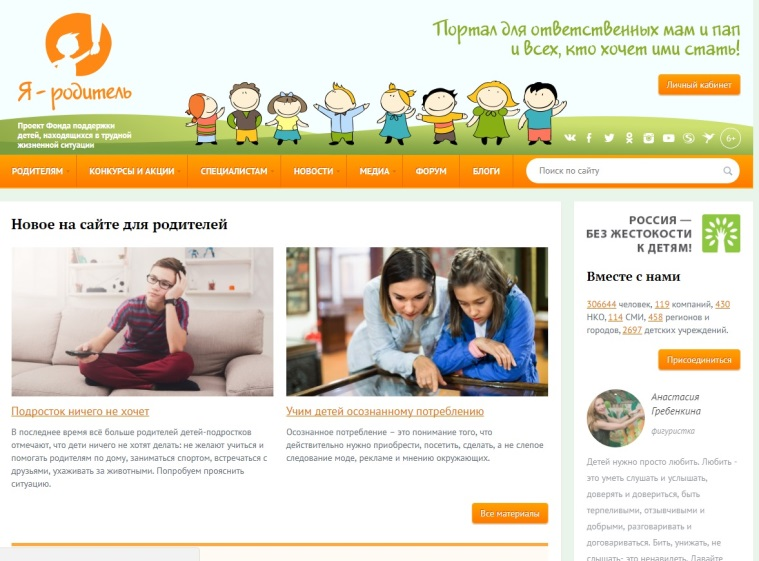 Портал для ответственных мам и пап
и всех, кто хочет ими стать!
Я - родитель
Личный кабинет
Проект Фонда поддержки
детей, находящихся в трудной
жизненной ситуации
6+
РОДИТЕЛЯМ
КОНКУРСЫ И АКЦИИ
СПЕЦИАЛИСТАМ
НОВОСТИ
МЕДИА
ФОРУМ
БЛОГИ
Поиск по сайту
Новое на сайте для родителей
Подросток ничего не хочет
В последнее время всё больше родителей детей-подростков
отмечают, что дети ничего не хотят делать: не желают учиться и
помогать родителям по дому, заниматься спортом, встречаться с
друзьями, ухаживать за животными. Попробуем прояснить
ситуацию.
Учим детей осознанному потреблению
Осознанное потребление – это понимание того, что
действительно нужно приобрести, посетить, сделать, а не слепое
следование моде, рекламе и мнению окружающих.
Все материалы
РОССИЯ —
БЕЗ ЖЕСТОКОСТИ
К ДЕТЯМ!
Вместе с нами
306644 человек, 119 компаний, 430
НКО, 114 СМИ, 458 регионов и
городов, 2697 детских учреждений.
Присоединиться
Анастасия
Гребенкина
фигуристка
Детей нужно просто любить. Любить -
это уметь слушать и услышать,
доверять и довериться, быть
терпеливыми, отзывчивыми и
добрыми, разговаривать и
договариваться. Бить, унижать, не
слышать- это ненавидеть. Давайте